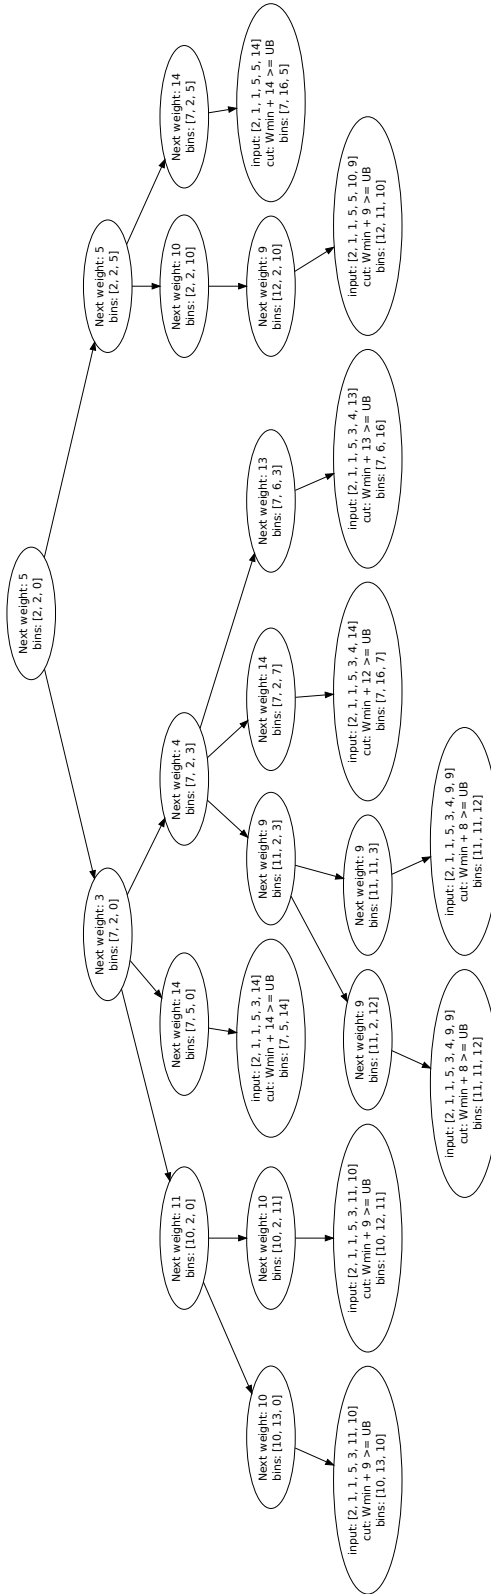 Next weight: 5
bins: [2, 2, 0]
Next weight: 3
bins: [7, 2, 0]
Next weight: 5
bins: [2, 2, 5]
Next weight: 11
bins: [10, 2, 0]
Next weight: 14
bins: [7, 5, 0]
Next weight: 4
bins: [7, 2, 3]
Next weight: 10
bins: [2, 2, 10]
Next weight: 14
bins: [7, 2, 5]
Next weight: 10
bins: [10, 13, 0]
Next weight: 10
bins: [10, 2, 11]
input: [2, 1, 1, 5, 3, 14]
cut: Wmin + 14 >= UB
bins: [7, 5, 14]
Next weight: 9
bins: [11, 2, 3]
Next weight: 14
bins: [7, 2, 7]
Next weight: 13
bins: [7, 6, 3]
Next weight: 9
bins: [12, 2, 10]
input: [2, 1, 1, 5, 5, 14]
cut: Wmin + 14 >= UB
bins: [7, 16, 5]
input: [2, 1, 1, 5, 3, 11, 10]
cut: Wmin + 9 >= UB
bins: [10, 13, 10]
input: [2, 1, 1, 5, 3, 11, 10]
cut: Wmin + 9 >= UB
bins: [10, 12, 11]
Next weight: 9
bins: [11, 2, 12]
Next weight: 9
bins: [11, 11, 3]
input: [2, 1, 1, 5, 3, 4, 14]
cut: Wmin + 12 >= UB
bins: [7, 16, 7]
input: [2, 1, 1, 5, 3, 4, 13]
cut: Wmin + 13 >= UB
bins: [7, 6, 16]
input: [2, 1, 1, 5, 5, 10, 9]
cut: Wmin + 9 >= UB
bins: [12, 11, 10]
input: [2, 1, 1, 5, 3, 4, 9, 9]
cut: Wmin + 8 >= UB
bins: [11, 11, 12]
input: [2, 1, 1, 5, 3, 4, 9, 9]
cut: Wmin + 8 >= UB
bins: [11, 11, 12]